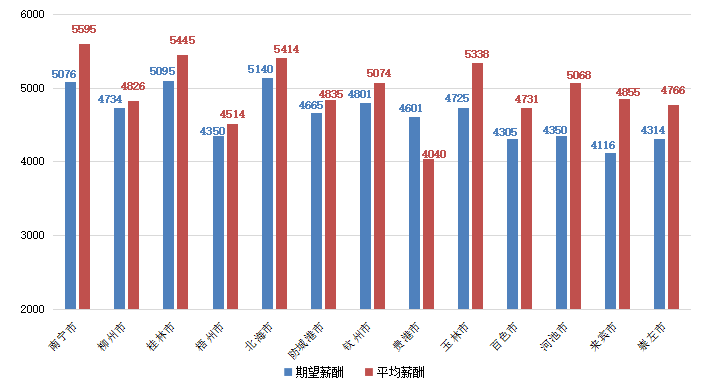 6000
5000
4000
3000
2000
5076 5595
4734 4826
5095 5445
4350 4514
5140 5414
4665 4835
4801 5074
4601 4040
4725 5338
4305 4731
4350 5068
4116 4855
4314 4766
南宁市
柳州市
桂林市
梧州市
北海市
防城港市
钦州市
贵港市
玉林市
百色市
河池市
来宾市
崇左市
期望薪酬 平均薪酬